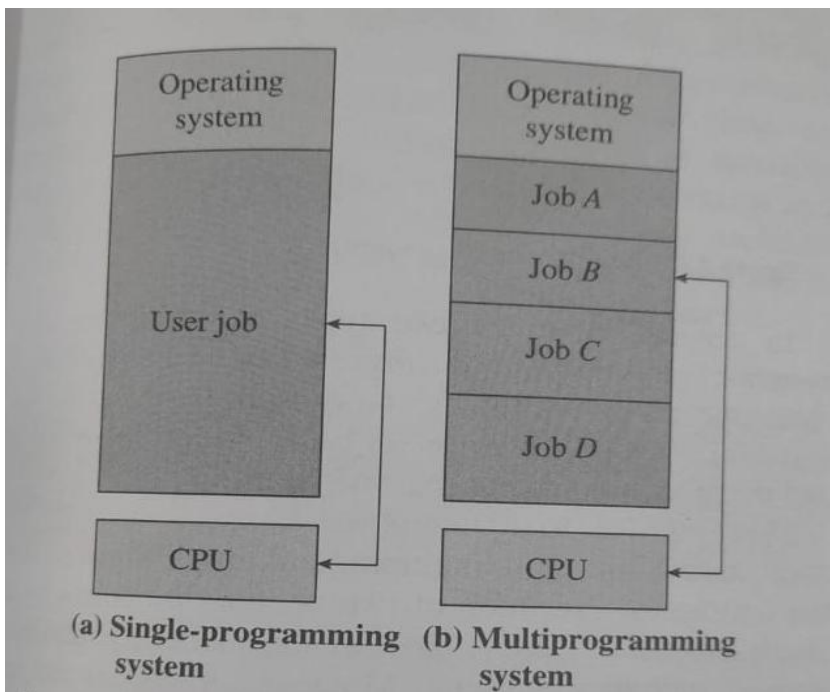 Operating
system
User job
CPU
(a) Single-programming
system
Operating
system
Job A
Job B
Job C
Job D
CPU
(b) Multiprogramming
system